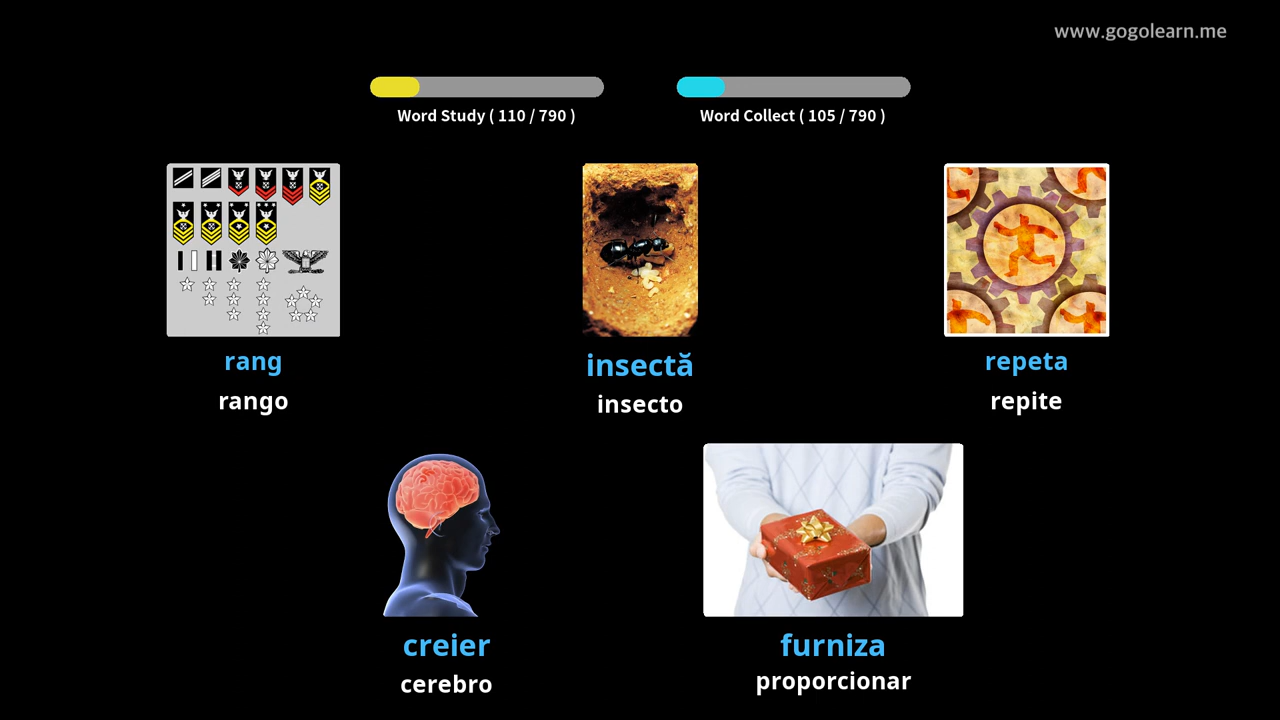 www.gogolearn.me
Word Study ( 110 / 790 )
Word Collect ( 105 / 790 )
rang
rango
insectă
insecto
repeta
repite
creier
cerebro
furniza
proporcionar